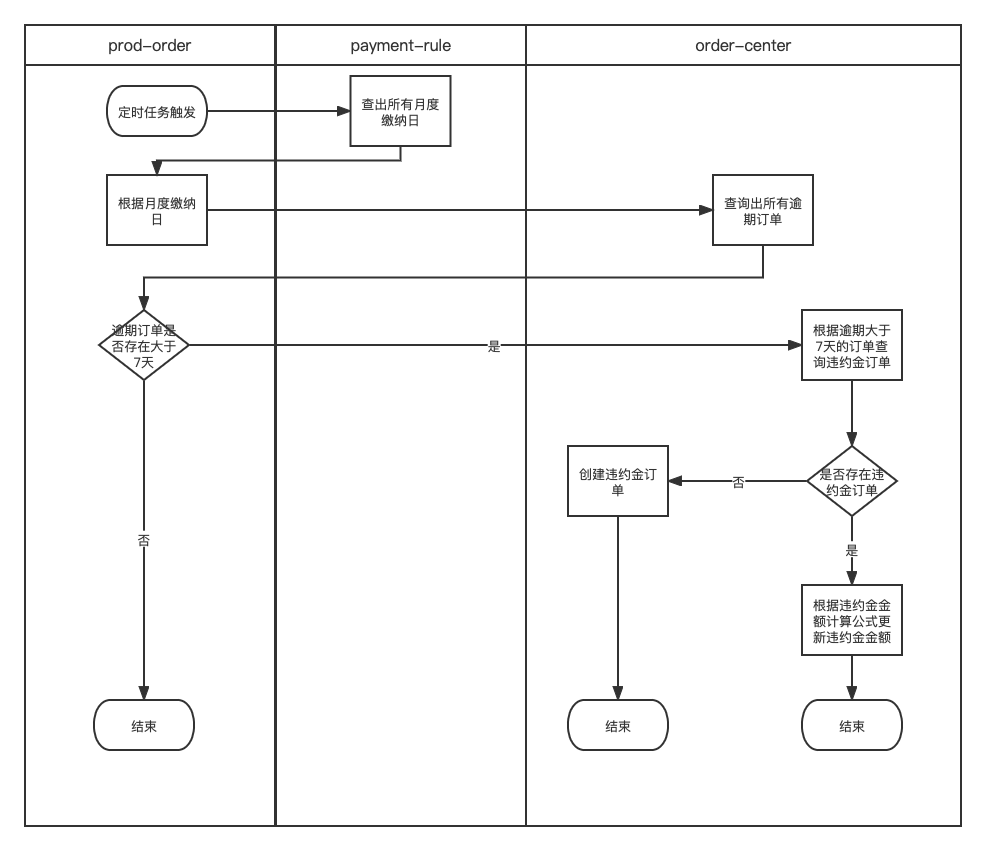 prod-order
payment-rule
order-center
定时任务触发
查出所有月度
缴纳日
根据月度缴纳
日
查询出所有逾
期订单
逾期订单是
否存在大于
7天
是
根据逾期大于
7天的订单查
询违约金订单
创建违约金订
单
否
是否存在违
约金订单
否
是
根据违约金金
额计算公式更
新违约金金额
结束
结束
结束